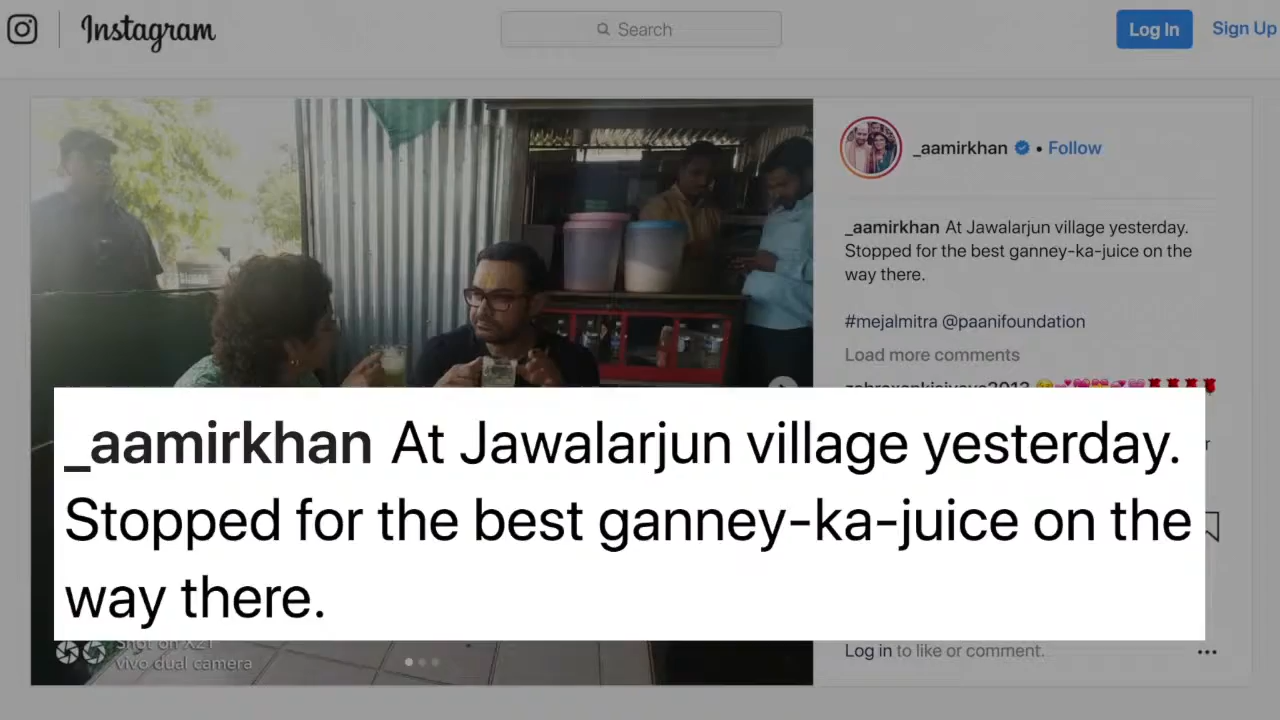 Instagram
Search
Log In
Sign Up
_aamirkhan • Follow
_aamirkhan At Jawalarjun village yesterday.
Stopped for the best ganney-ka-juice on the
way there.
#mejalmitra @paanifoundation
Load more comments
_aamirkhan At Jawalarjun village yesterday.
Stopped for the best ganney-ka-juice on the
way there.
Shot on X21
vivo dual camera
Log in to like or comment.